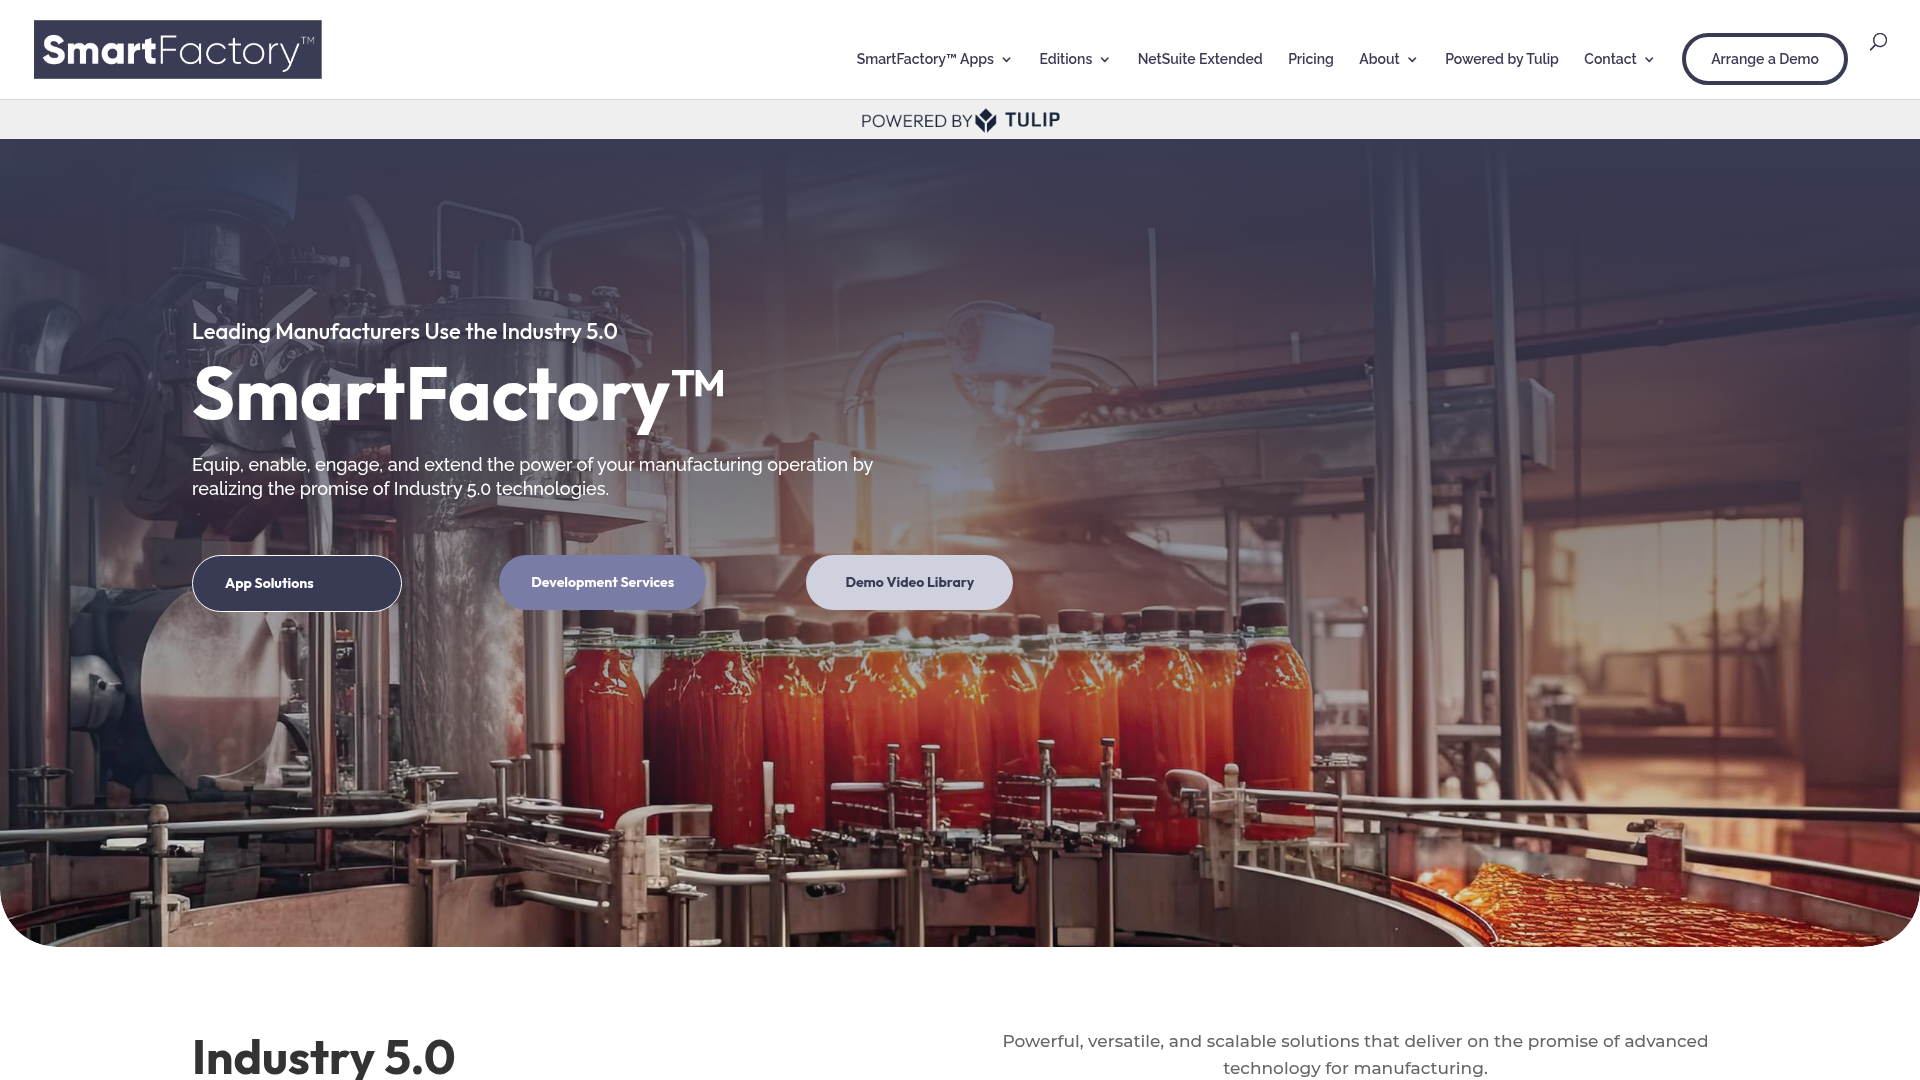 SmartFactory™
SmartFactory™ Apps
Editions
NetSuite Extended
Pricing
About
Powered by Tulip
Contact
Arrange a Demo
POWERED BY TULIP
Leading Manufacturers Use the Industry 5.0
SmartFactory™
Equip, enable, engage, and extend the power of your manufacturing operation by
realizing the promise of Industry 5.0 technologies.
App Solutions
Development Services
Demo Video Library
Industry 5.0
Powerful, versatile, and scalable solutions that deliver on the promise of advanced
technology for manufacturing.